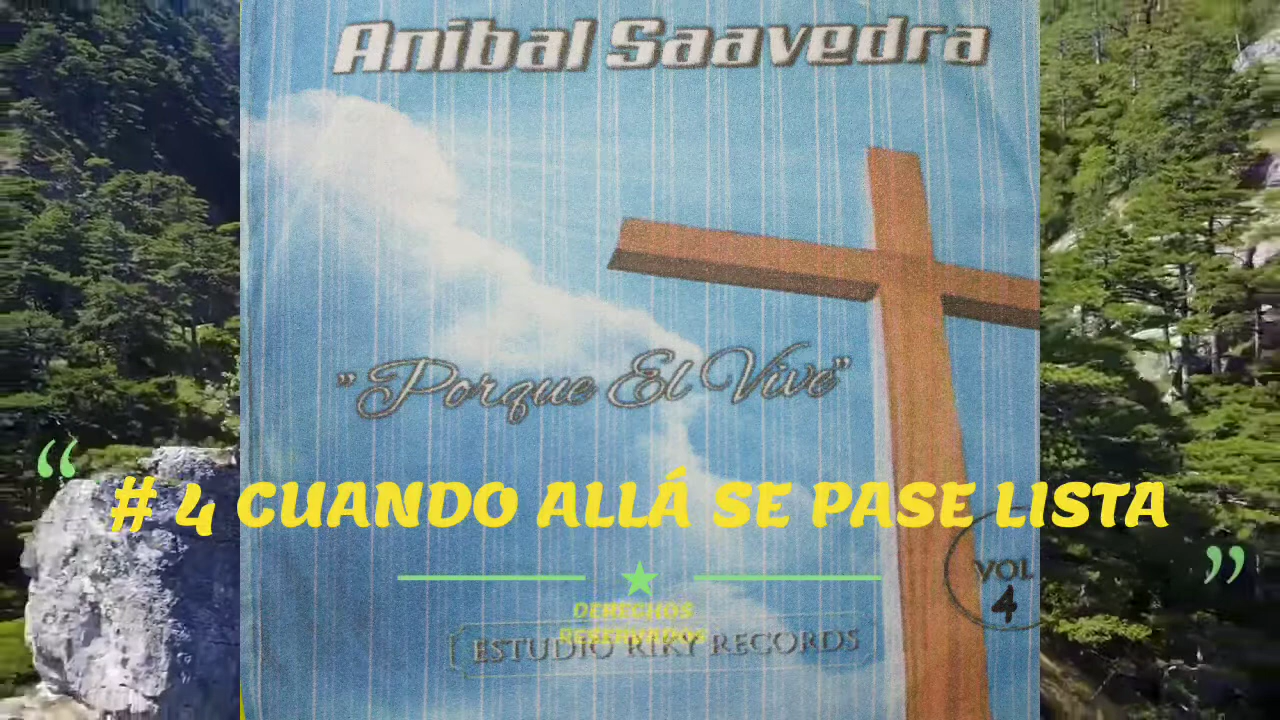 Anibal Saavedra
"Porque El Vive"
“ # 4 CUANDO ALLÁ SE PASE LISTA ”
VOL
4
DERECHOS
RESERVADOS
ESTUDIO RIKY RECORDS